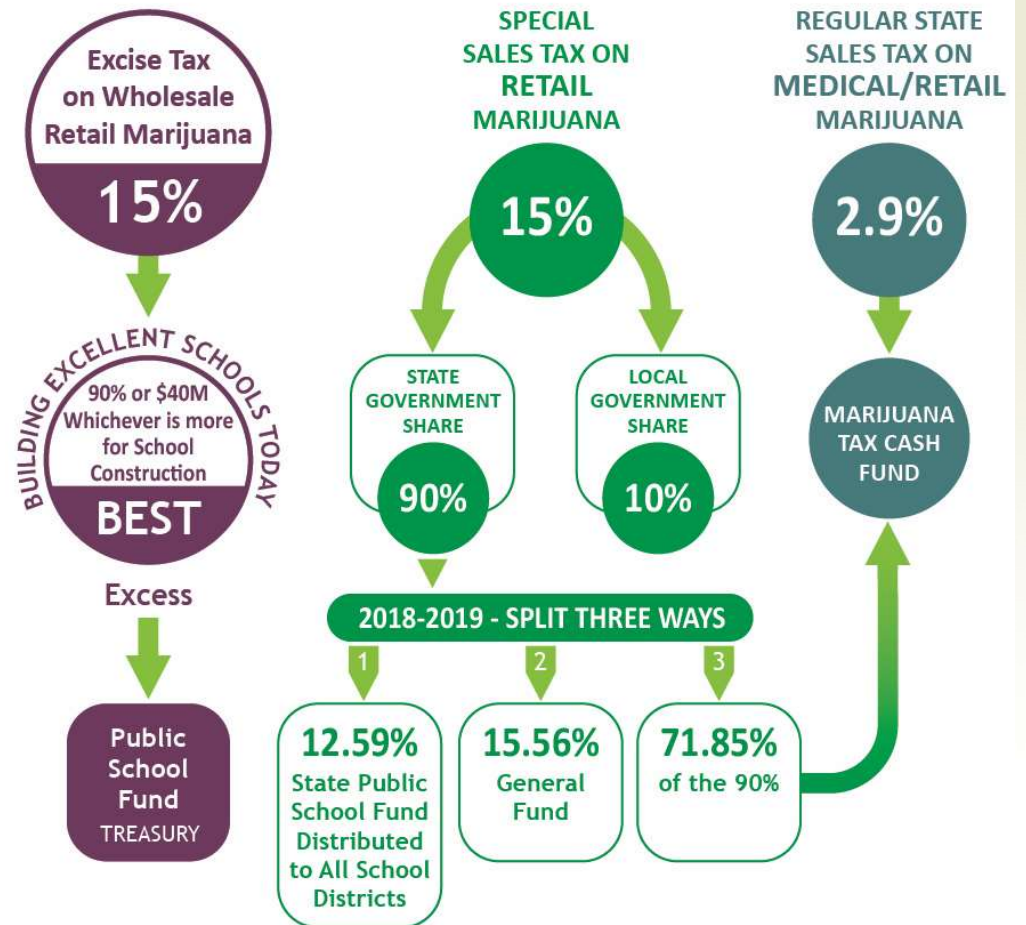 Excise Tax
on Wholesale
Retail Marijuana
15%
BUILDING EXCELLENT SCHOOLS TODAY
90% or $40M
Whichever is more
for School
Construction
BEST
Excess
Public
School
Fund
TREASURY
SPECIAL
SALES TAX ON
RETAIL
MARIJUANA
15%
STATE
GOVERNMENT
SHARE
90%
LOCAL
GOVERNMENT
SHARE
10%
2018-2019 - SPLIT THREE WAYS
1
12.59%
State Public
School Fund
Distributed
to All School
Districts
2
15.56%
General
Fund
3
71.85%
of the 90%
REGULAR STATE
SALES TAX ON
MEDICAL/RETAIL
MARIJUANA
2.9%
MARIJUANA
TAX CASH
FUND